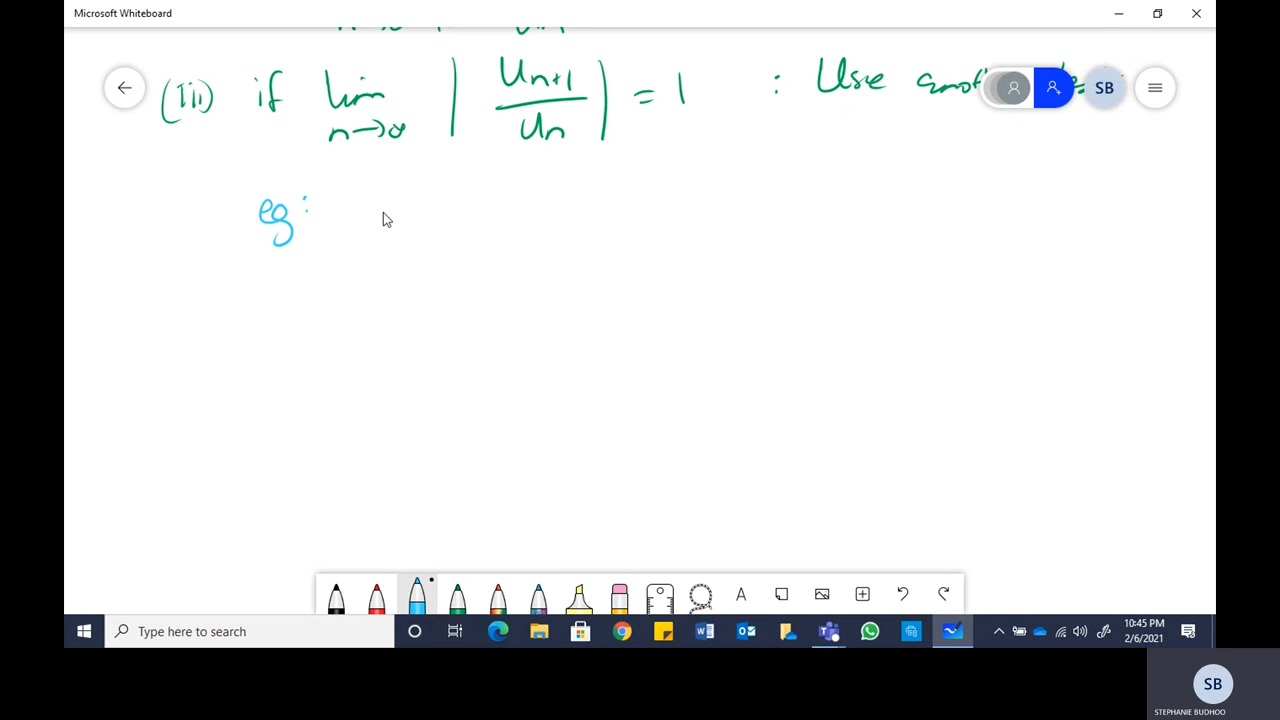 Microsoft Whiteboard
(iii) if lim n→∞ | Un+1 / Un | = 1 : Use
SB
eg:
A
Type here to search
10:45 PM
2/6/2021
SB
STEPHANIE BUDHOO